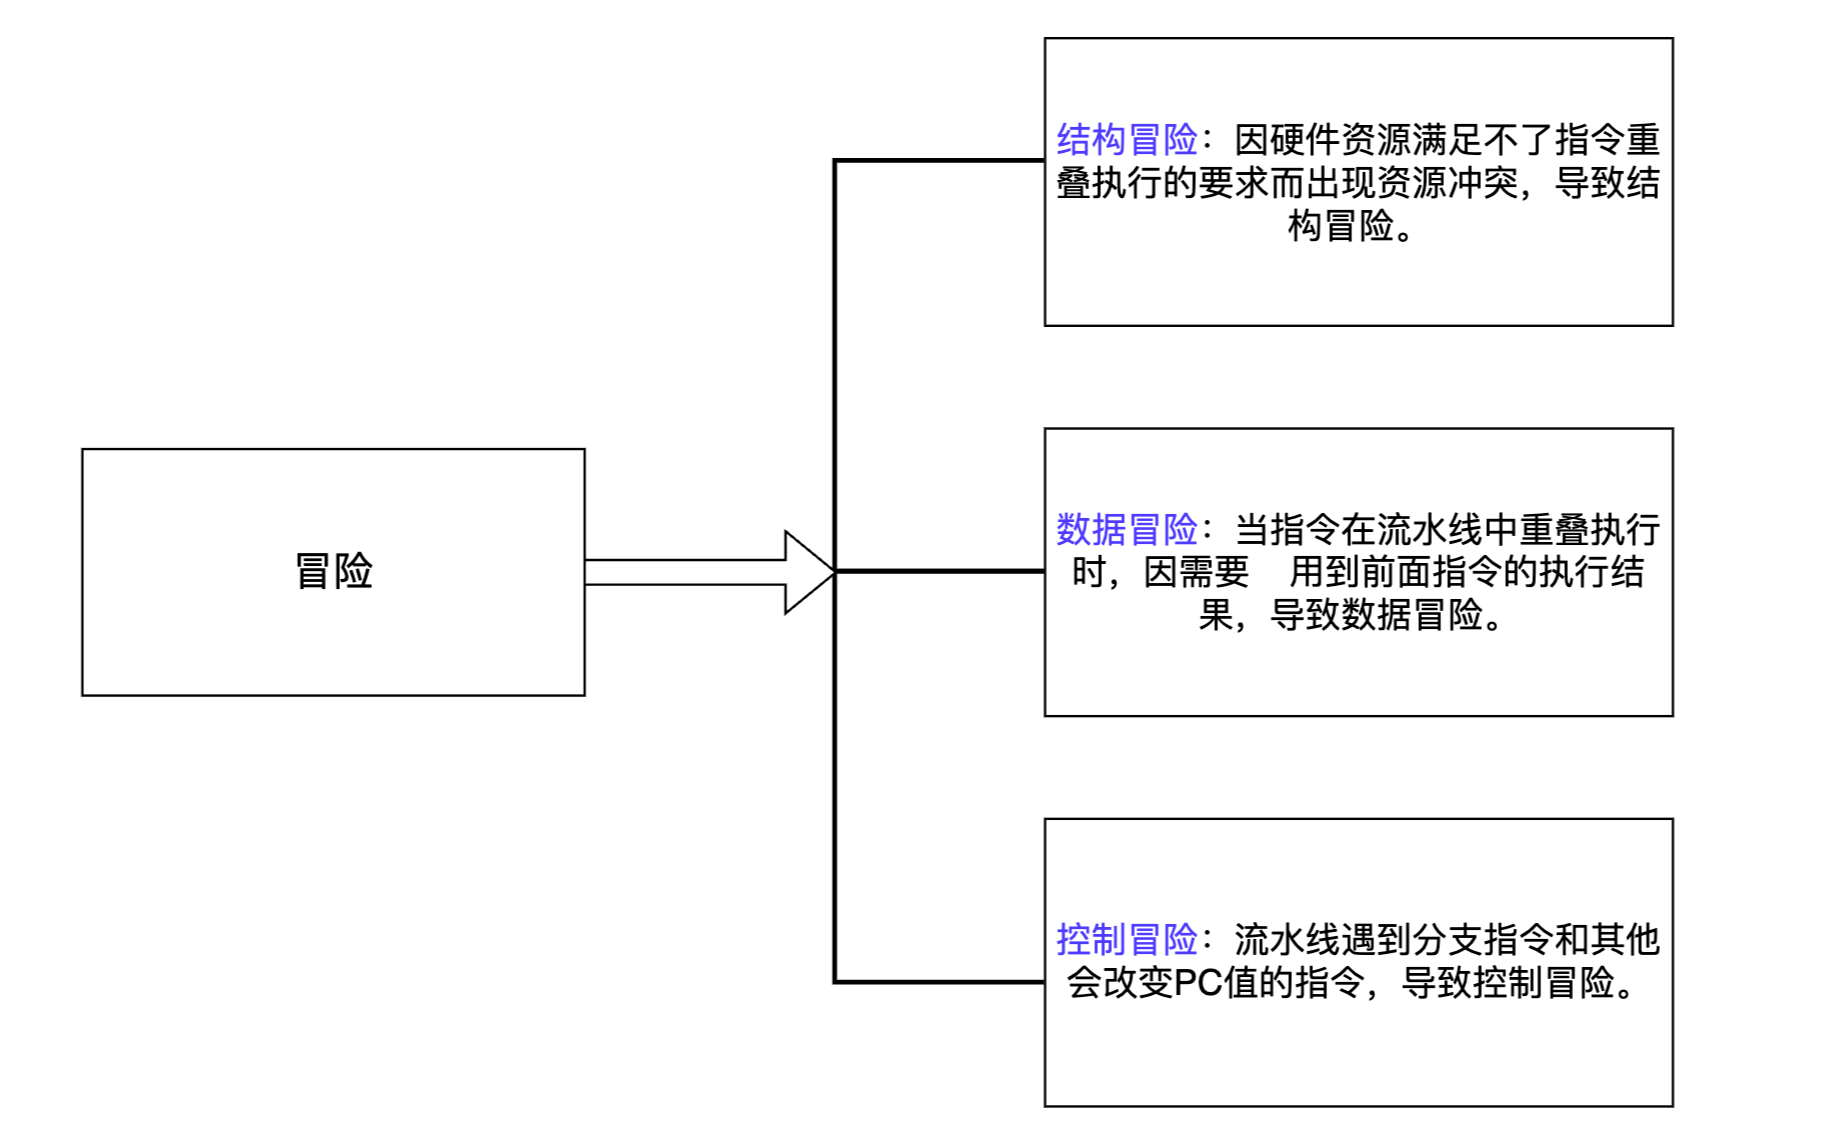 冒险
结构冒险：因硬件资源满足不了指令重
叠执行的要求而出现资源冲突，导致结
构冒险。
数据冒险：当指令在流水线中重叠执行
时，因需要　用到前面指令的执行结
果，导致数据冒险。
控制冒险：流水线遇到分支指令和其他
会改变PC值的指令，导致控制冒险。